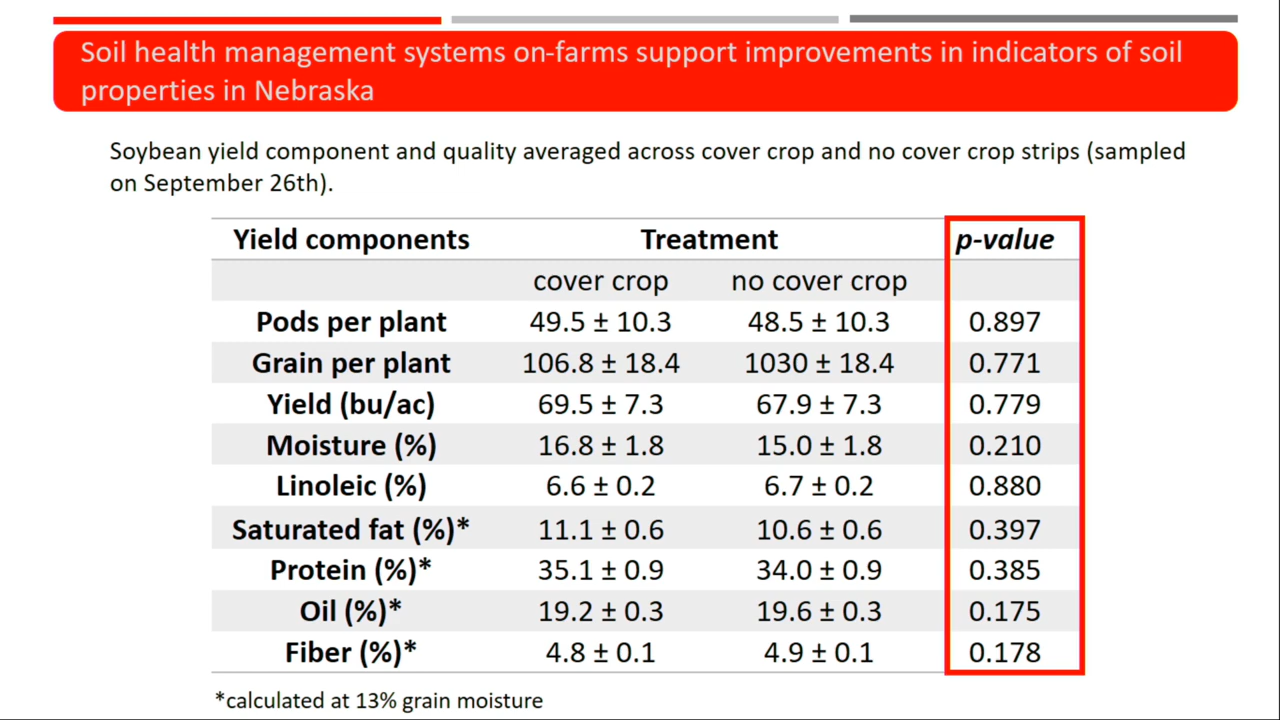 Soil health management systems on-farms support improvements in indicators of soil
properties in Nebraska
Soybean yield component and quality averaged across cover crop and no cover crop strips (sampled
on September 26th).
Yield components Treatment p-value
cover crop no cover crop
Pods per plant 49.5 ± 10.3 48.5 ± 10.3 0.897
Grain per plant 106.8 ± 18.4 1030 ± 18.4 0.771
Yield (bu/ac) 69.5 ± 7.3 67.9 ± 7.3 0.779
Moisture (%) 16.8 ± 1.8 15.0 ± 1.8 0.210
Linoleic (%) 6.6 ± 0.2 6.7 ± 0.2 0.880
Saturated fat (%)* 11.1 ± 0.6 10.6 ± 0.6 0.397
Protein (%)* 35.1 ± 0.9 34.0 ± 0.9 0.385
Oil (%)* 19.2 ± 0.3 19.6 ± 0.3 0.175
Fiber (%)* 4.8 ± 0.1 4.9 ± 0.1 0.178
*calculated at 13% grain moisture